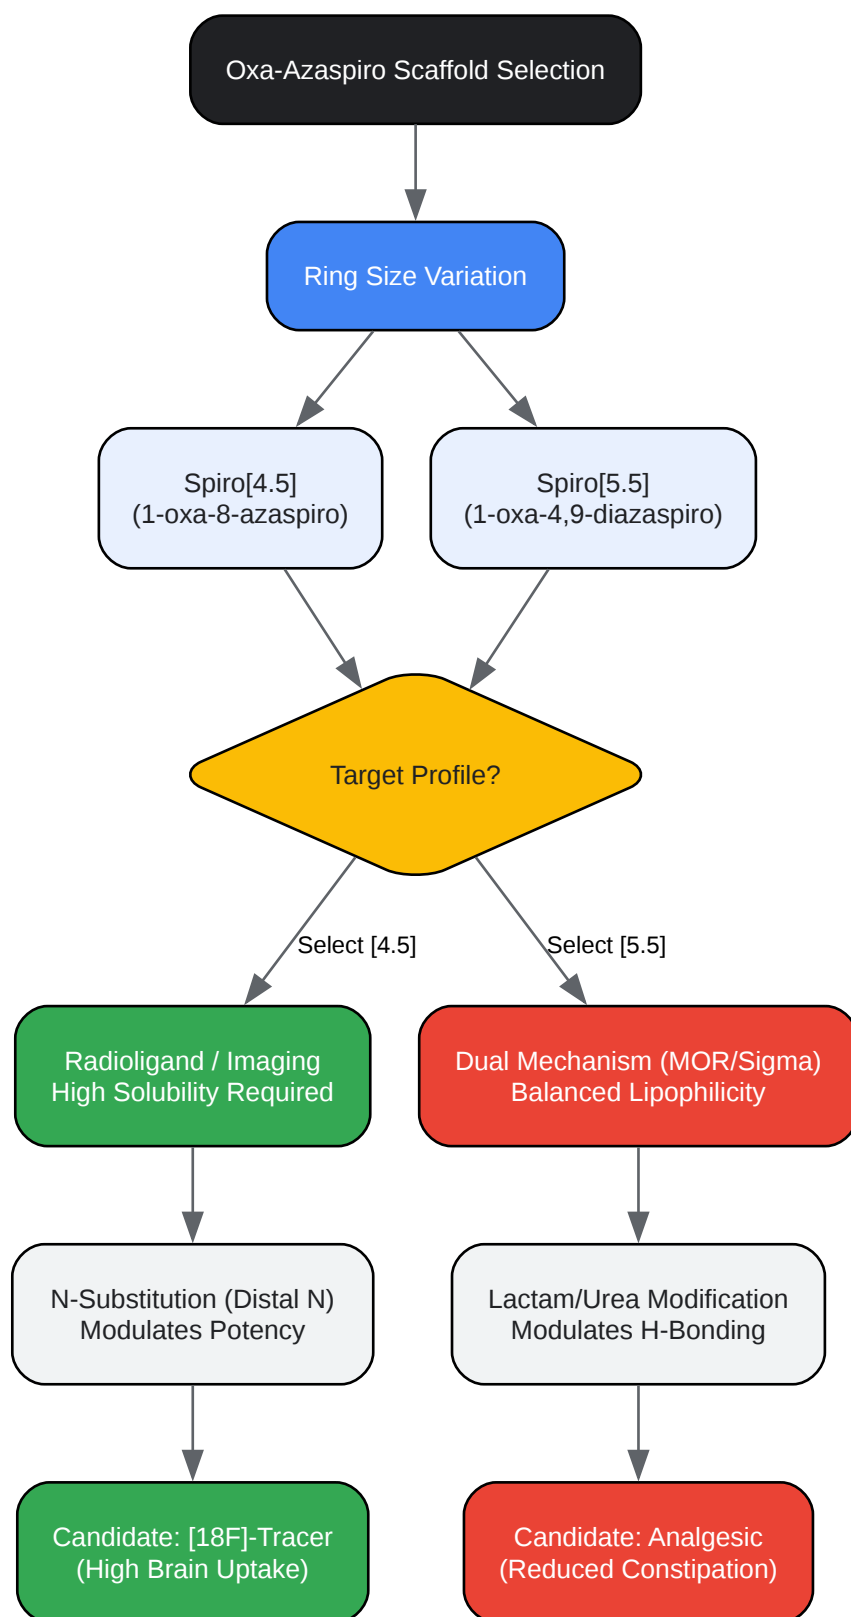 Oxa-Azaspiro Scaffold Selection
Ring Size Variation
Spiro[4.5]
(1-oxa-8-azaspiro)
Spiro[5.5]
(1-oxa-4,9-diazaspiro)
Target Profile?
Select [4.5]
Select [5.5]
Radioligand / Imaging
High Solubility Required
Dual Mechanism (MOR/Sigma)
Balanced Lipophilicity
N-Substitution (Distal N)
Modulates Potency
Lactam/Urea Modification
Modulates H-Bonding
Candidate: [18F]-Tracer
(High Brain Uptake)
Candidate: Analgesic
(Reduced Constipation)